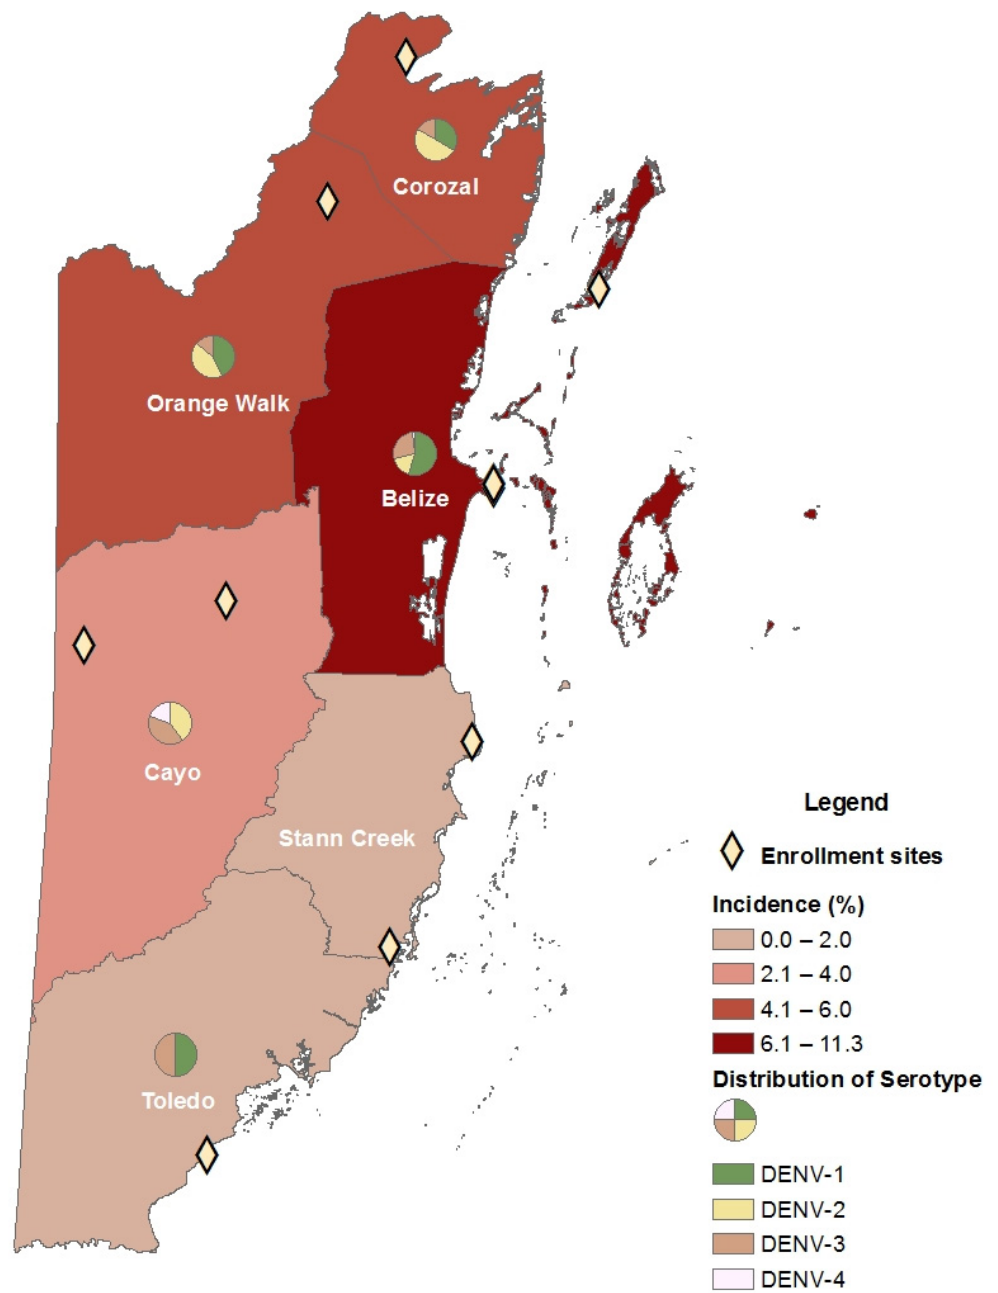 Corozal
Orange Walk
Belize
Cayo
Stann Creek
Toledo
Legend
Enrollment sites
Incidence (%)
0.0 – 2.0
2.1 – 4.0
4.1 – 6.0
6.1 – 11.3
Distribution of Serotype
DENV-1
DENV-2
DENV-3
DENV-4